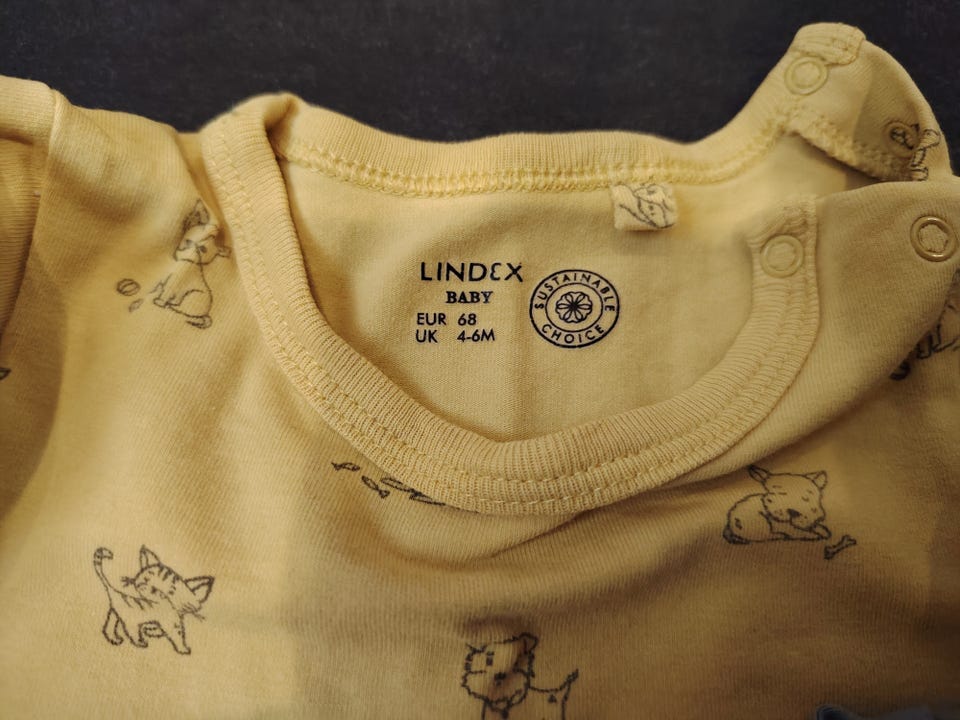 LINDEX
BABY
EUR 68
UK 4-6M
SUSTAINABLE
CHOICE